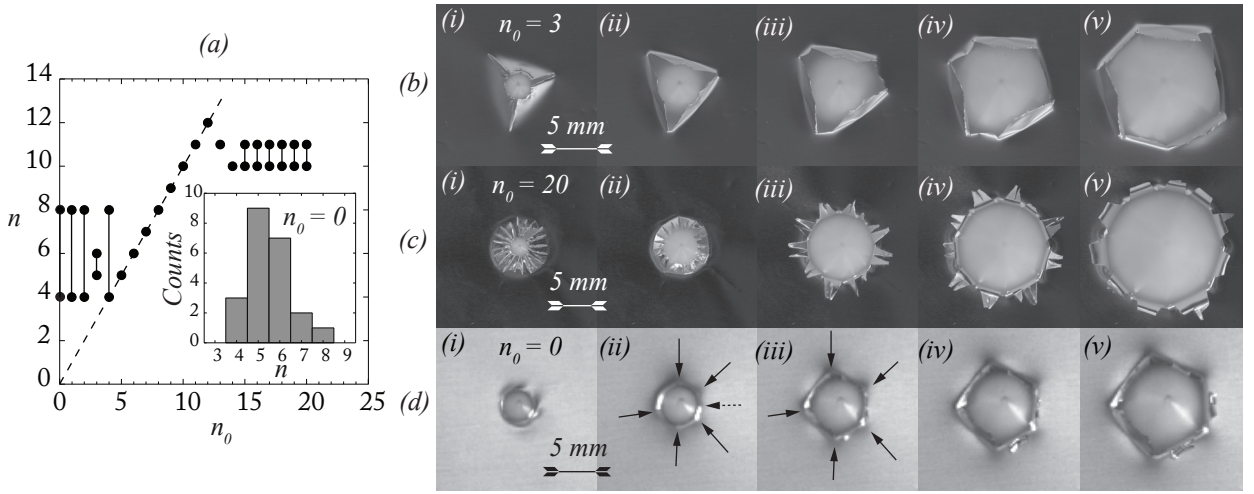 (a)
14
12
10
8
6
4
2
0
n
0 5 10 15 20 25
n₀
10
8
6
4
2
0
Counts
n₀ = 0
3 4 5 6 7 8 9
n
(b)
(i) n₀ = 3 (ii) (iii) (iv) (v)
5 mm
(c)
(i) n₀ = 20 (ii) (iii) (iv) (v)
5 mm
(d)
(i) n₀ = 0 (ii) (iii) (iv) (v)
5 mm